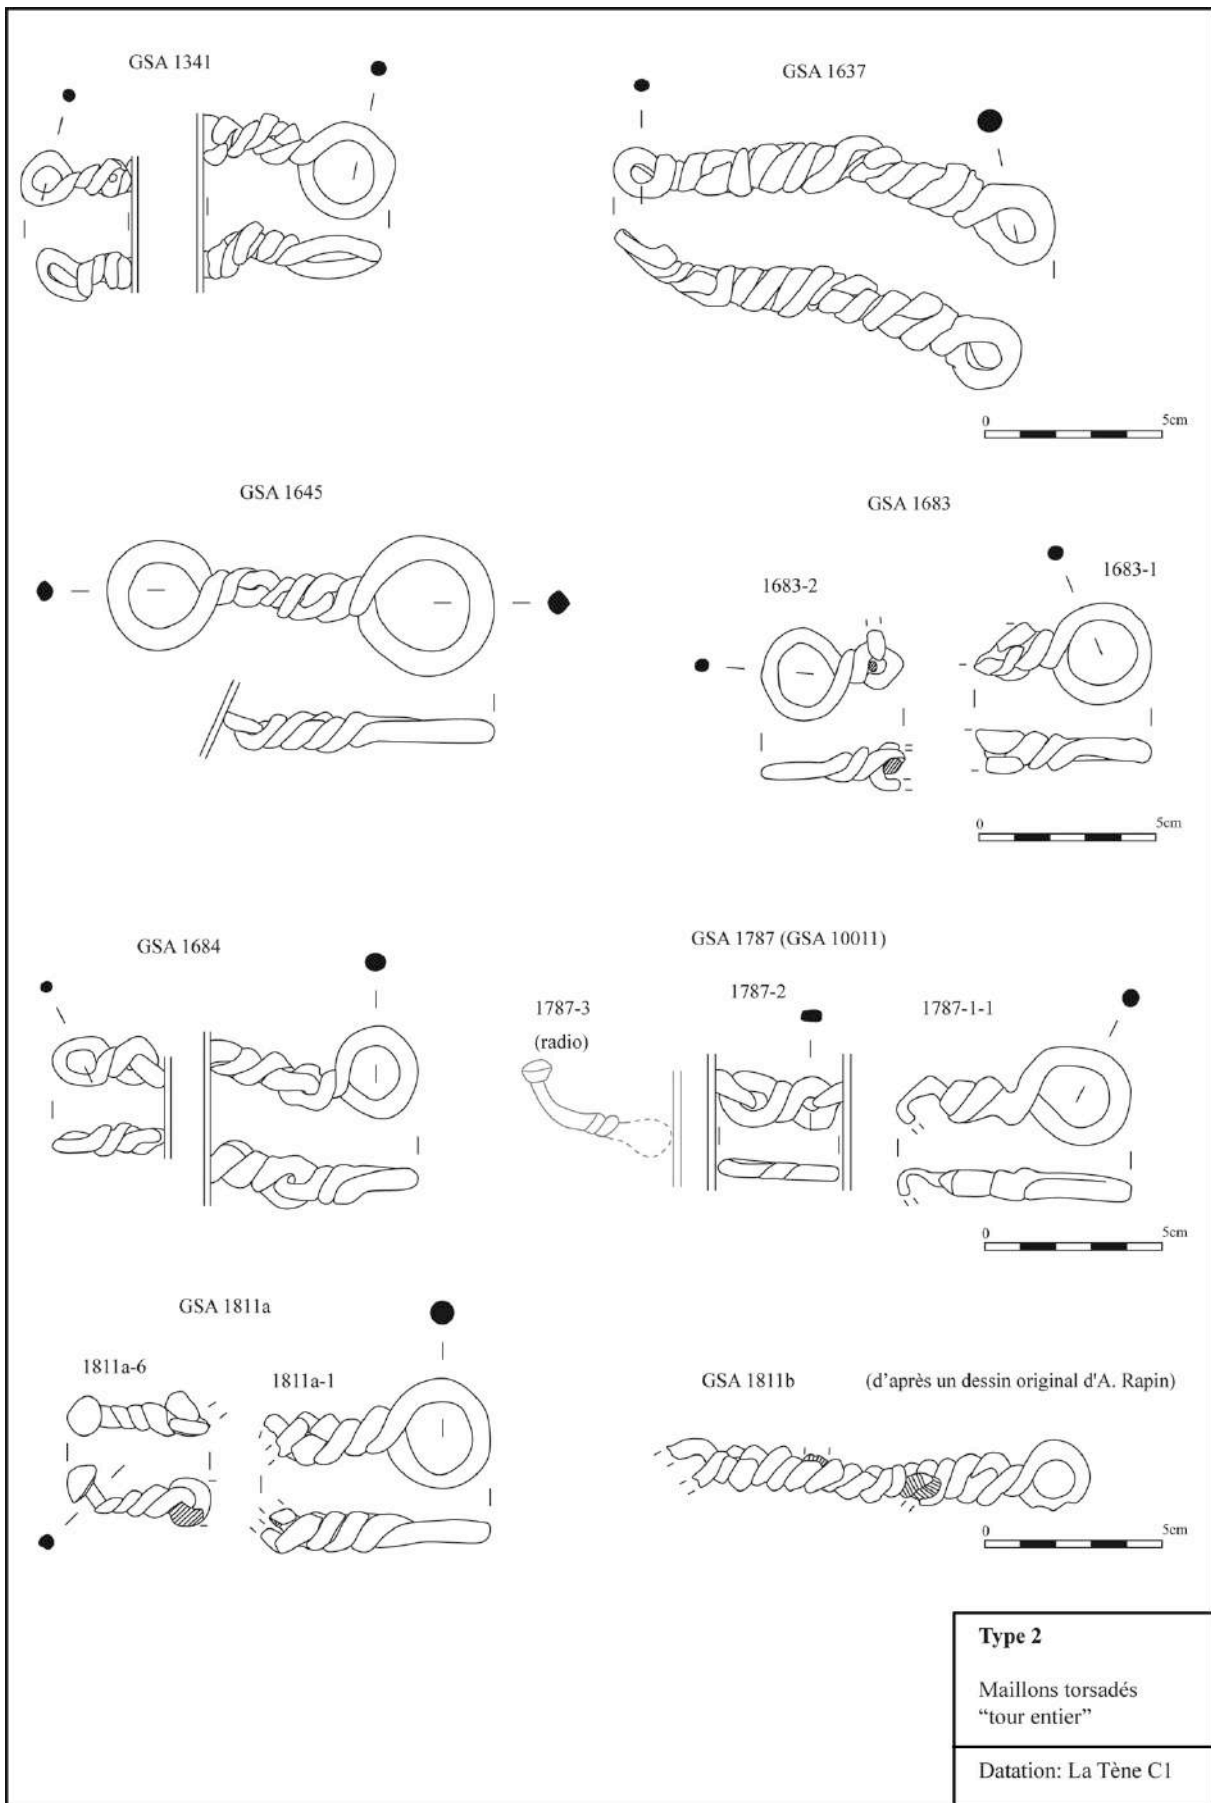 GSA 1341
GSA 1637
0 5cm
GSA 1645
GSA 1683
1683-2
1683-1
0 5cm
GSA 1684
GSA 1787 (GSA 10011)
1787-3
(radio)
1787-2
1787-1-1
0 5cm
GSA 1811a
1811a-6
1811a-1
GSA 1811b (d'après un dessin original d'A. Rapin)
0 5cm
Type 2
Maillons torsadés
“tour entier”
Datation: La Tène C1